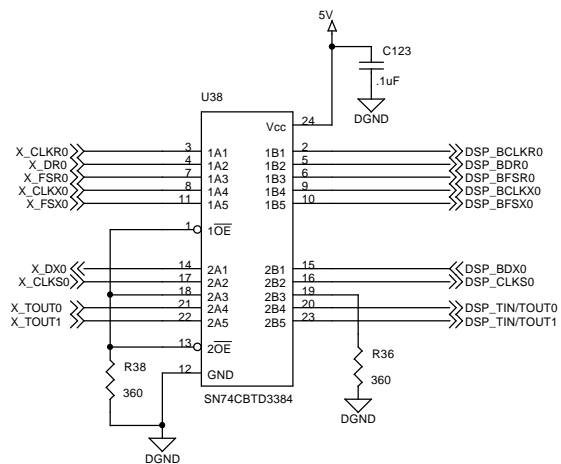 5V
C123
.1uF
DGND
U38
24
Vcc
X_CLKR0 3 1A1 1B1 2 DSP_BCLKR0
X_DR0 4 1A2 1B2 5 DSP_BDR0
X_FSR0 7 1A3 1B3 6 DSP_BFSR0
X_CLKX0 8 1A4 1B4 9 DSP_BCLKX0
X_FSX0 11 1A5 1B5 10 DSP_BFSX0
1 1OE
X_DX0 14 2A1 2B1 15 DSP_BDX0
X_CLKS0 17 2A2 2B2 16 DSP_CLKS0
18 2A3 2B3 19
X_TOUT0 21 2A4 2B4 20 DSP_TIN/TOUT0
X_TOUT1 22 2A5 2B5 23 DSP_TIN/TOUT1
13 2OE
R38
360
12 GND
R36
360
SN74CBTD3384
DGND
DGND